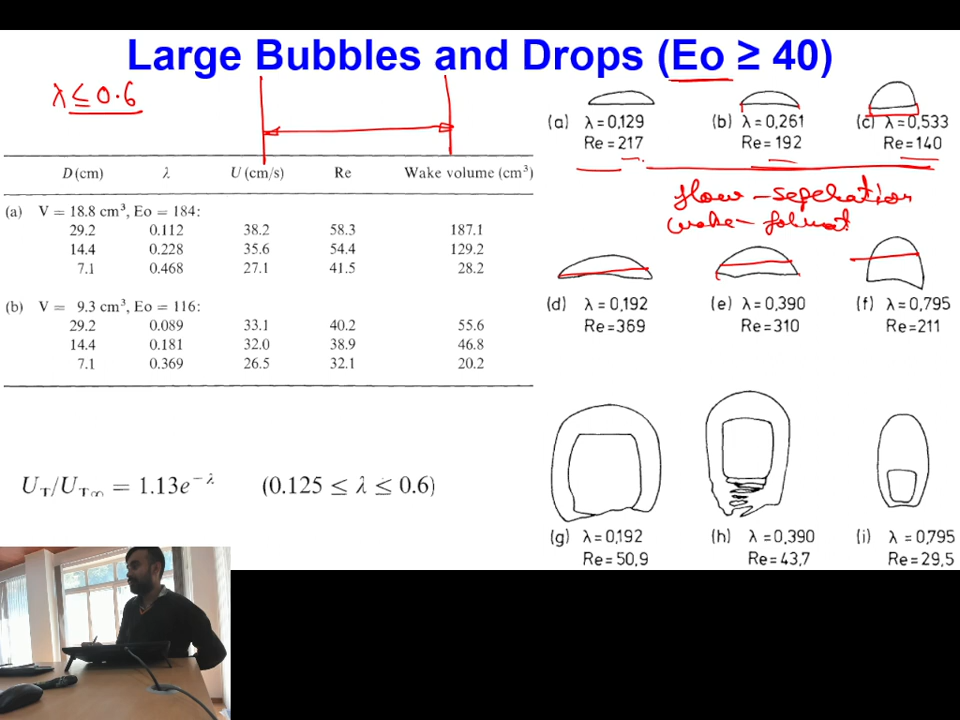 Large Bubbles and Drops (Eo ≥ 40)
λ ≤ 0.6
D (cm) λ U (cm/s) Re Wake volume (cm³)
(a) V = 18.8 cm³, Eo = 184:
29.2 0.112 38.2 58.3 187.1
14.4 0.228 35.6 54.4 129.2
7.1 0.468 27.1 41.5 28.2
(b) V = 9.3 cm³, Eo = 116:
29.2 0.089 33.1 40.2 55.6
14.4 0.181 32.0 38.9 46.8
7.1 0.369 26.5 32.1 20.2
U_T/U_T∞ = 1.13e^−λ (0.125 ≤ λ ≤ 0.6)
(a) λ=0,129
Re=217
(b) λ=0,261
Re=192
(c) λ=0,533
Re=140
flow - seperation
wake - format
(d) λ=0,192
Re=369
(e) λ=0,390
Re=310
(f) λ=0,795
Re=211
(g) λ=0,192
Re=50,9
(h) λ=0,390
Re=43,7
(i) λ=0,795
Re=29,5